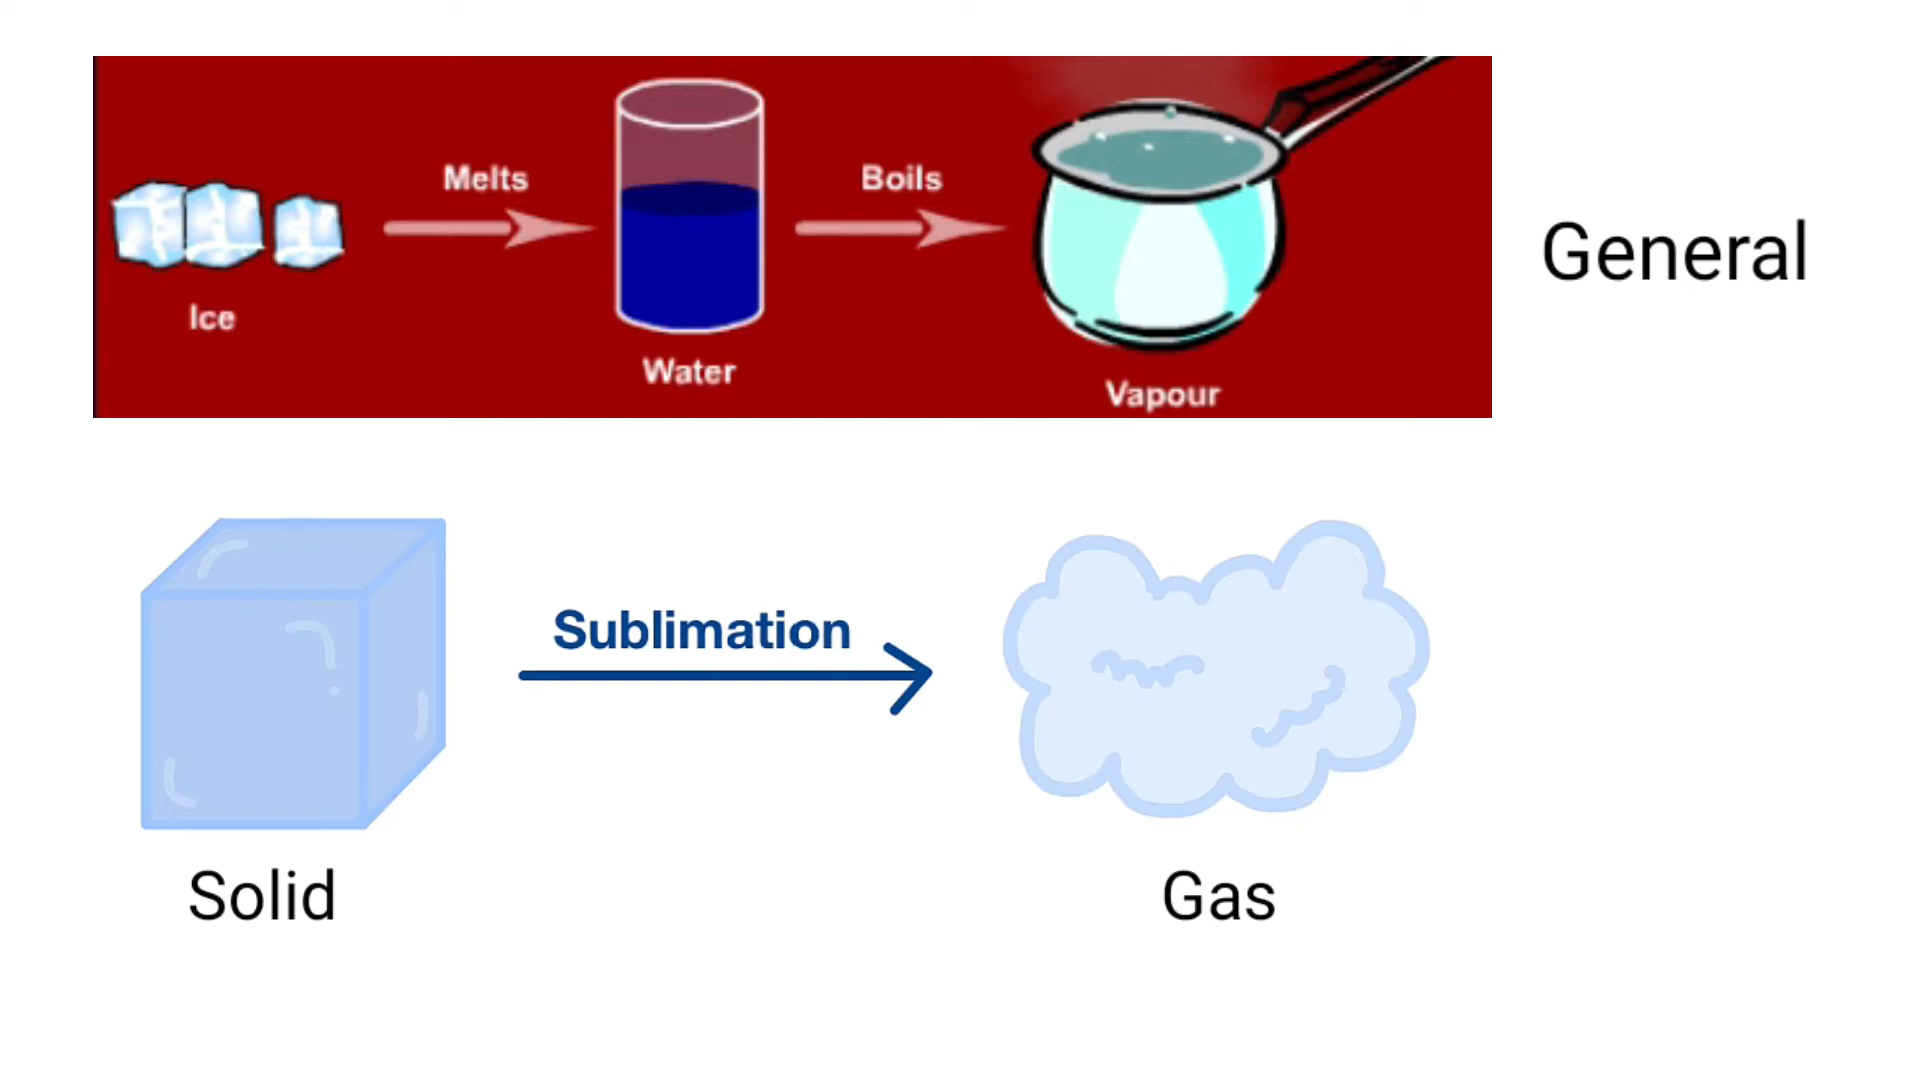 Melts
Boils
General
Ice
Water
Vapour
Sublimation
Solid
Gas